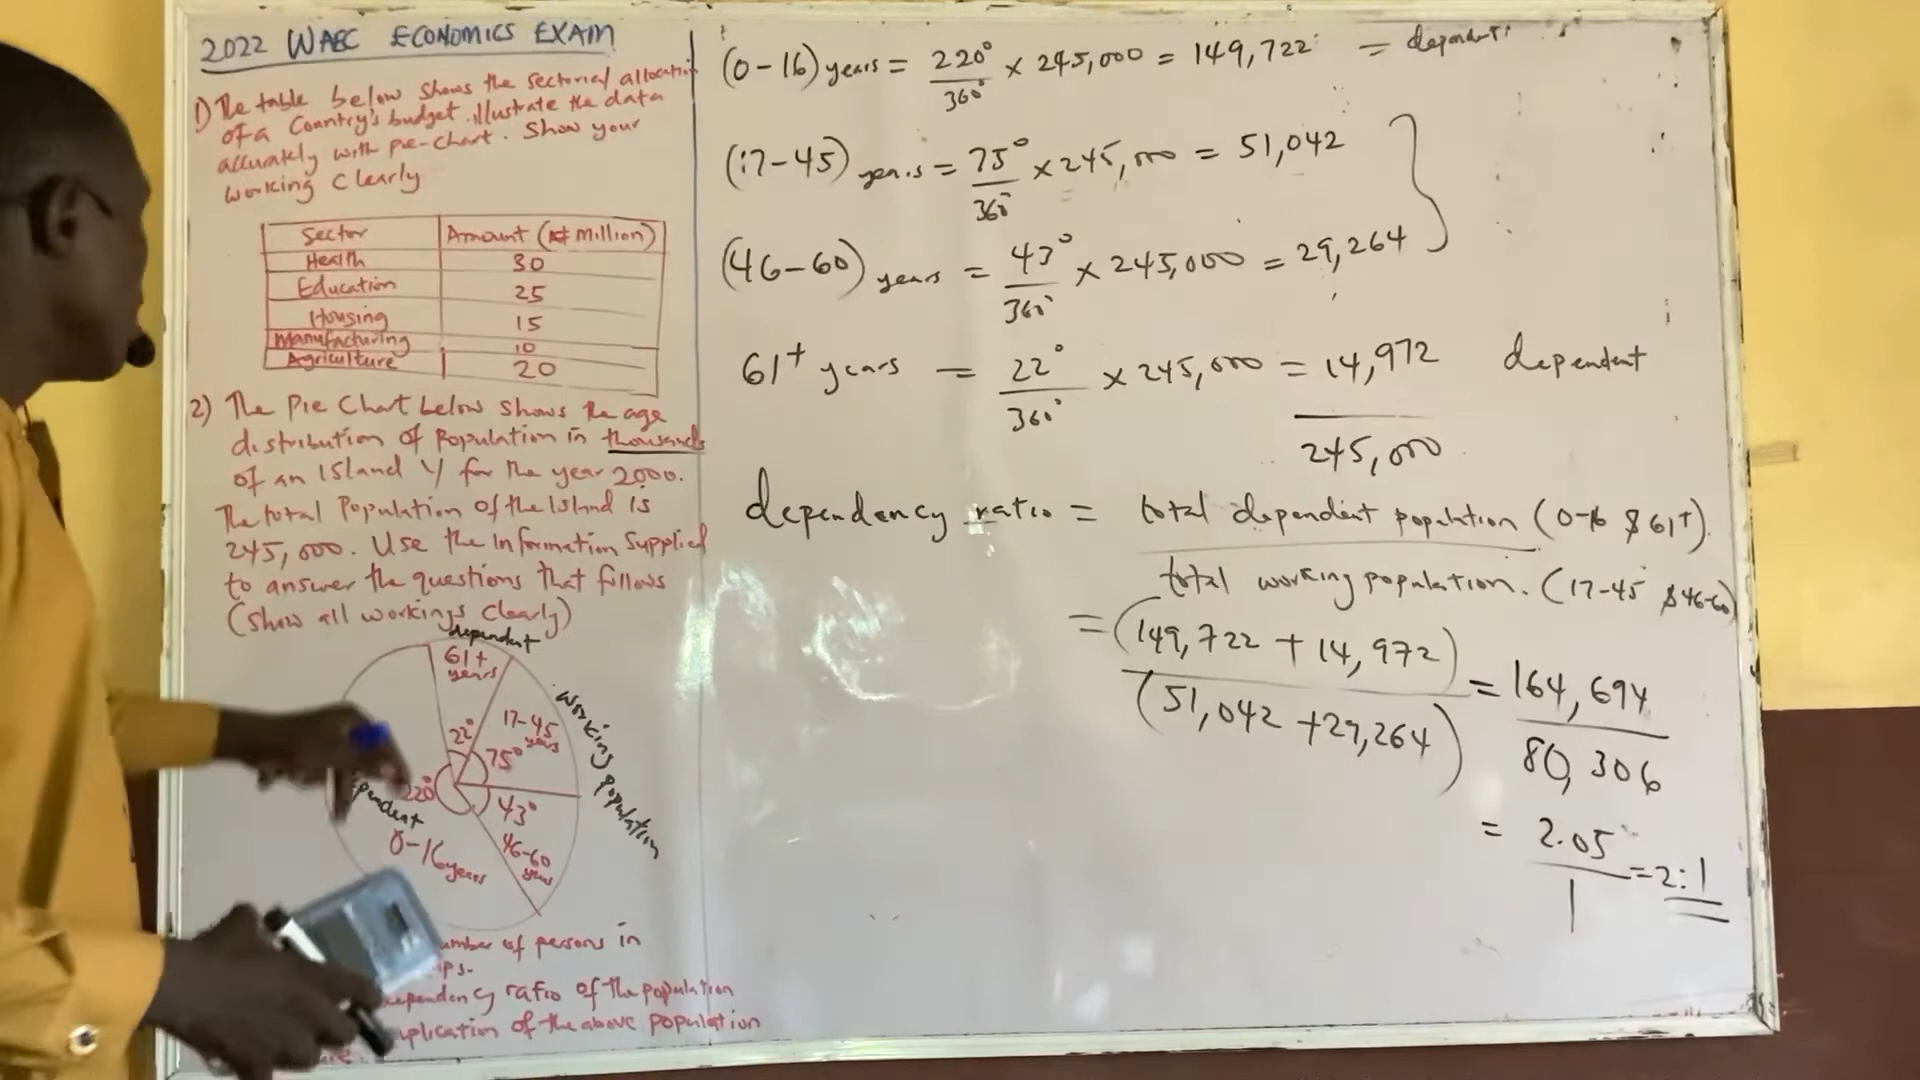 2022 WAEC ECONOMICS EXAM
1) The table below shows the sectorial allocation
of a Country's budget. illustrate the data
accurately with pie-chart. Show your
working clearly
Sector Amount (₦ Million)
Health 30
Education 25
Housing 15
Manufacturing 10
Agriculture 20
2) The Pie Chart below shows the age
distribution of Population in thousands
of an Island Y for the year 2000.
The total Population of the Island is
245,000. Use the Information Supplied
to answer the questions that follows
(Show all workings clearly)
dependent
61+
years
22°
17-45
years
75°
working population
43°
46-60
years
220°
0-16 years
of persons in
ratio of the population
of the above population
(0-16) years = 220°/360° × 245,000 = 149,722 =
(17-45) years = 75°/360° × 245,000 = 51,042
(46-60) years = 43°/360° × 245,000 = 29,264
61+ years = 22°/360° × 245,000 = 14,972 dependent
245,000
dependency ratio = total dependent population (0-16 & 61+)
total working population. (17-45 & 46-60)
= (149,722 + 14,972) / (51,042 + 29,264) = 164,694 / 80,306
= 2.05 / 1 = 2:1